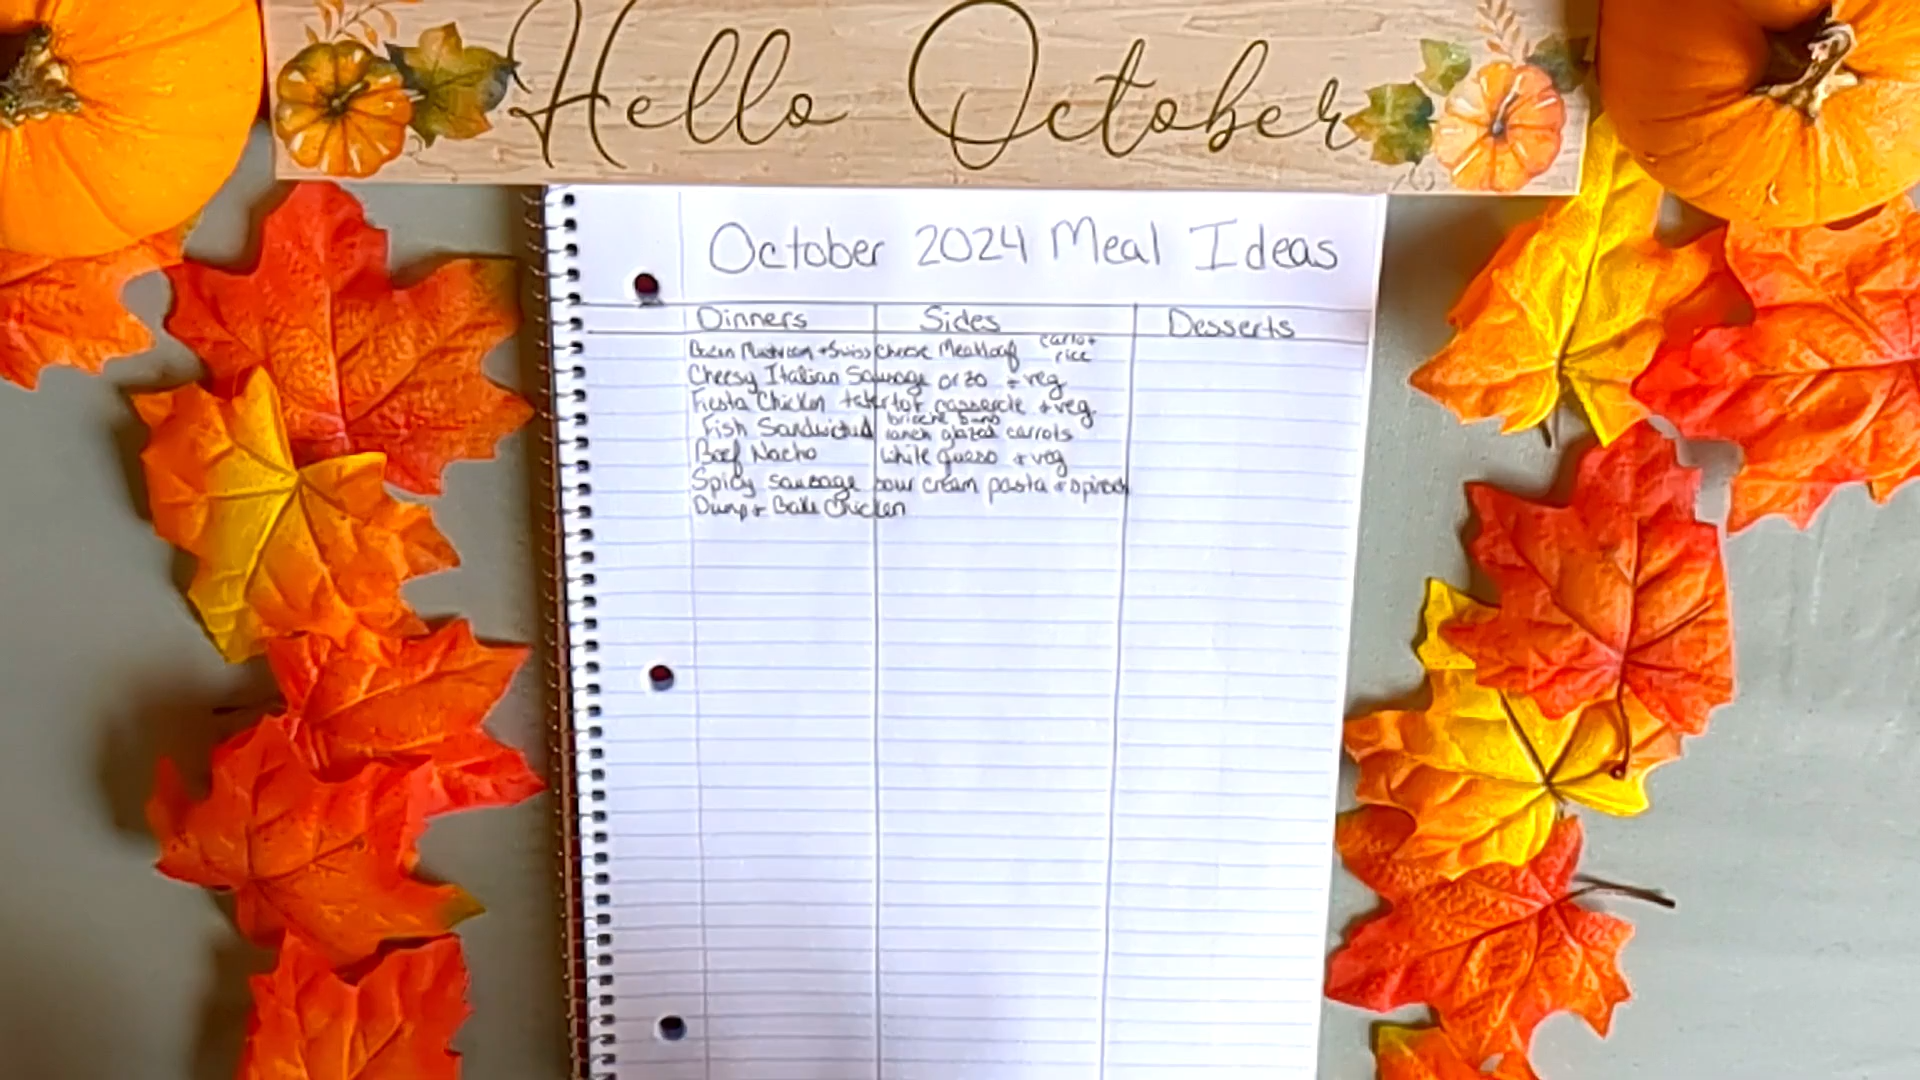 Hello October
October 2024 Meal Ideas
Dinners Sides Desserts
Bacon Mushroom + Swiss Cheese Meatloaf carrot rice
Cheesy Italian Sausage orzo + veg
Fiesta Chicken tater tot casserole + veg
Fish Sandwiches brioche buns ranch glazed carrots
Beef Nacho White Queso + veg
Spicy sausage sour cream pasta + spinach
Dump + Bake Chicken